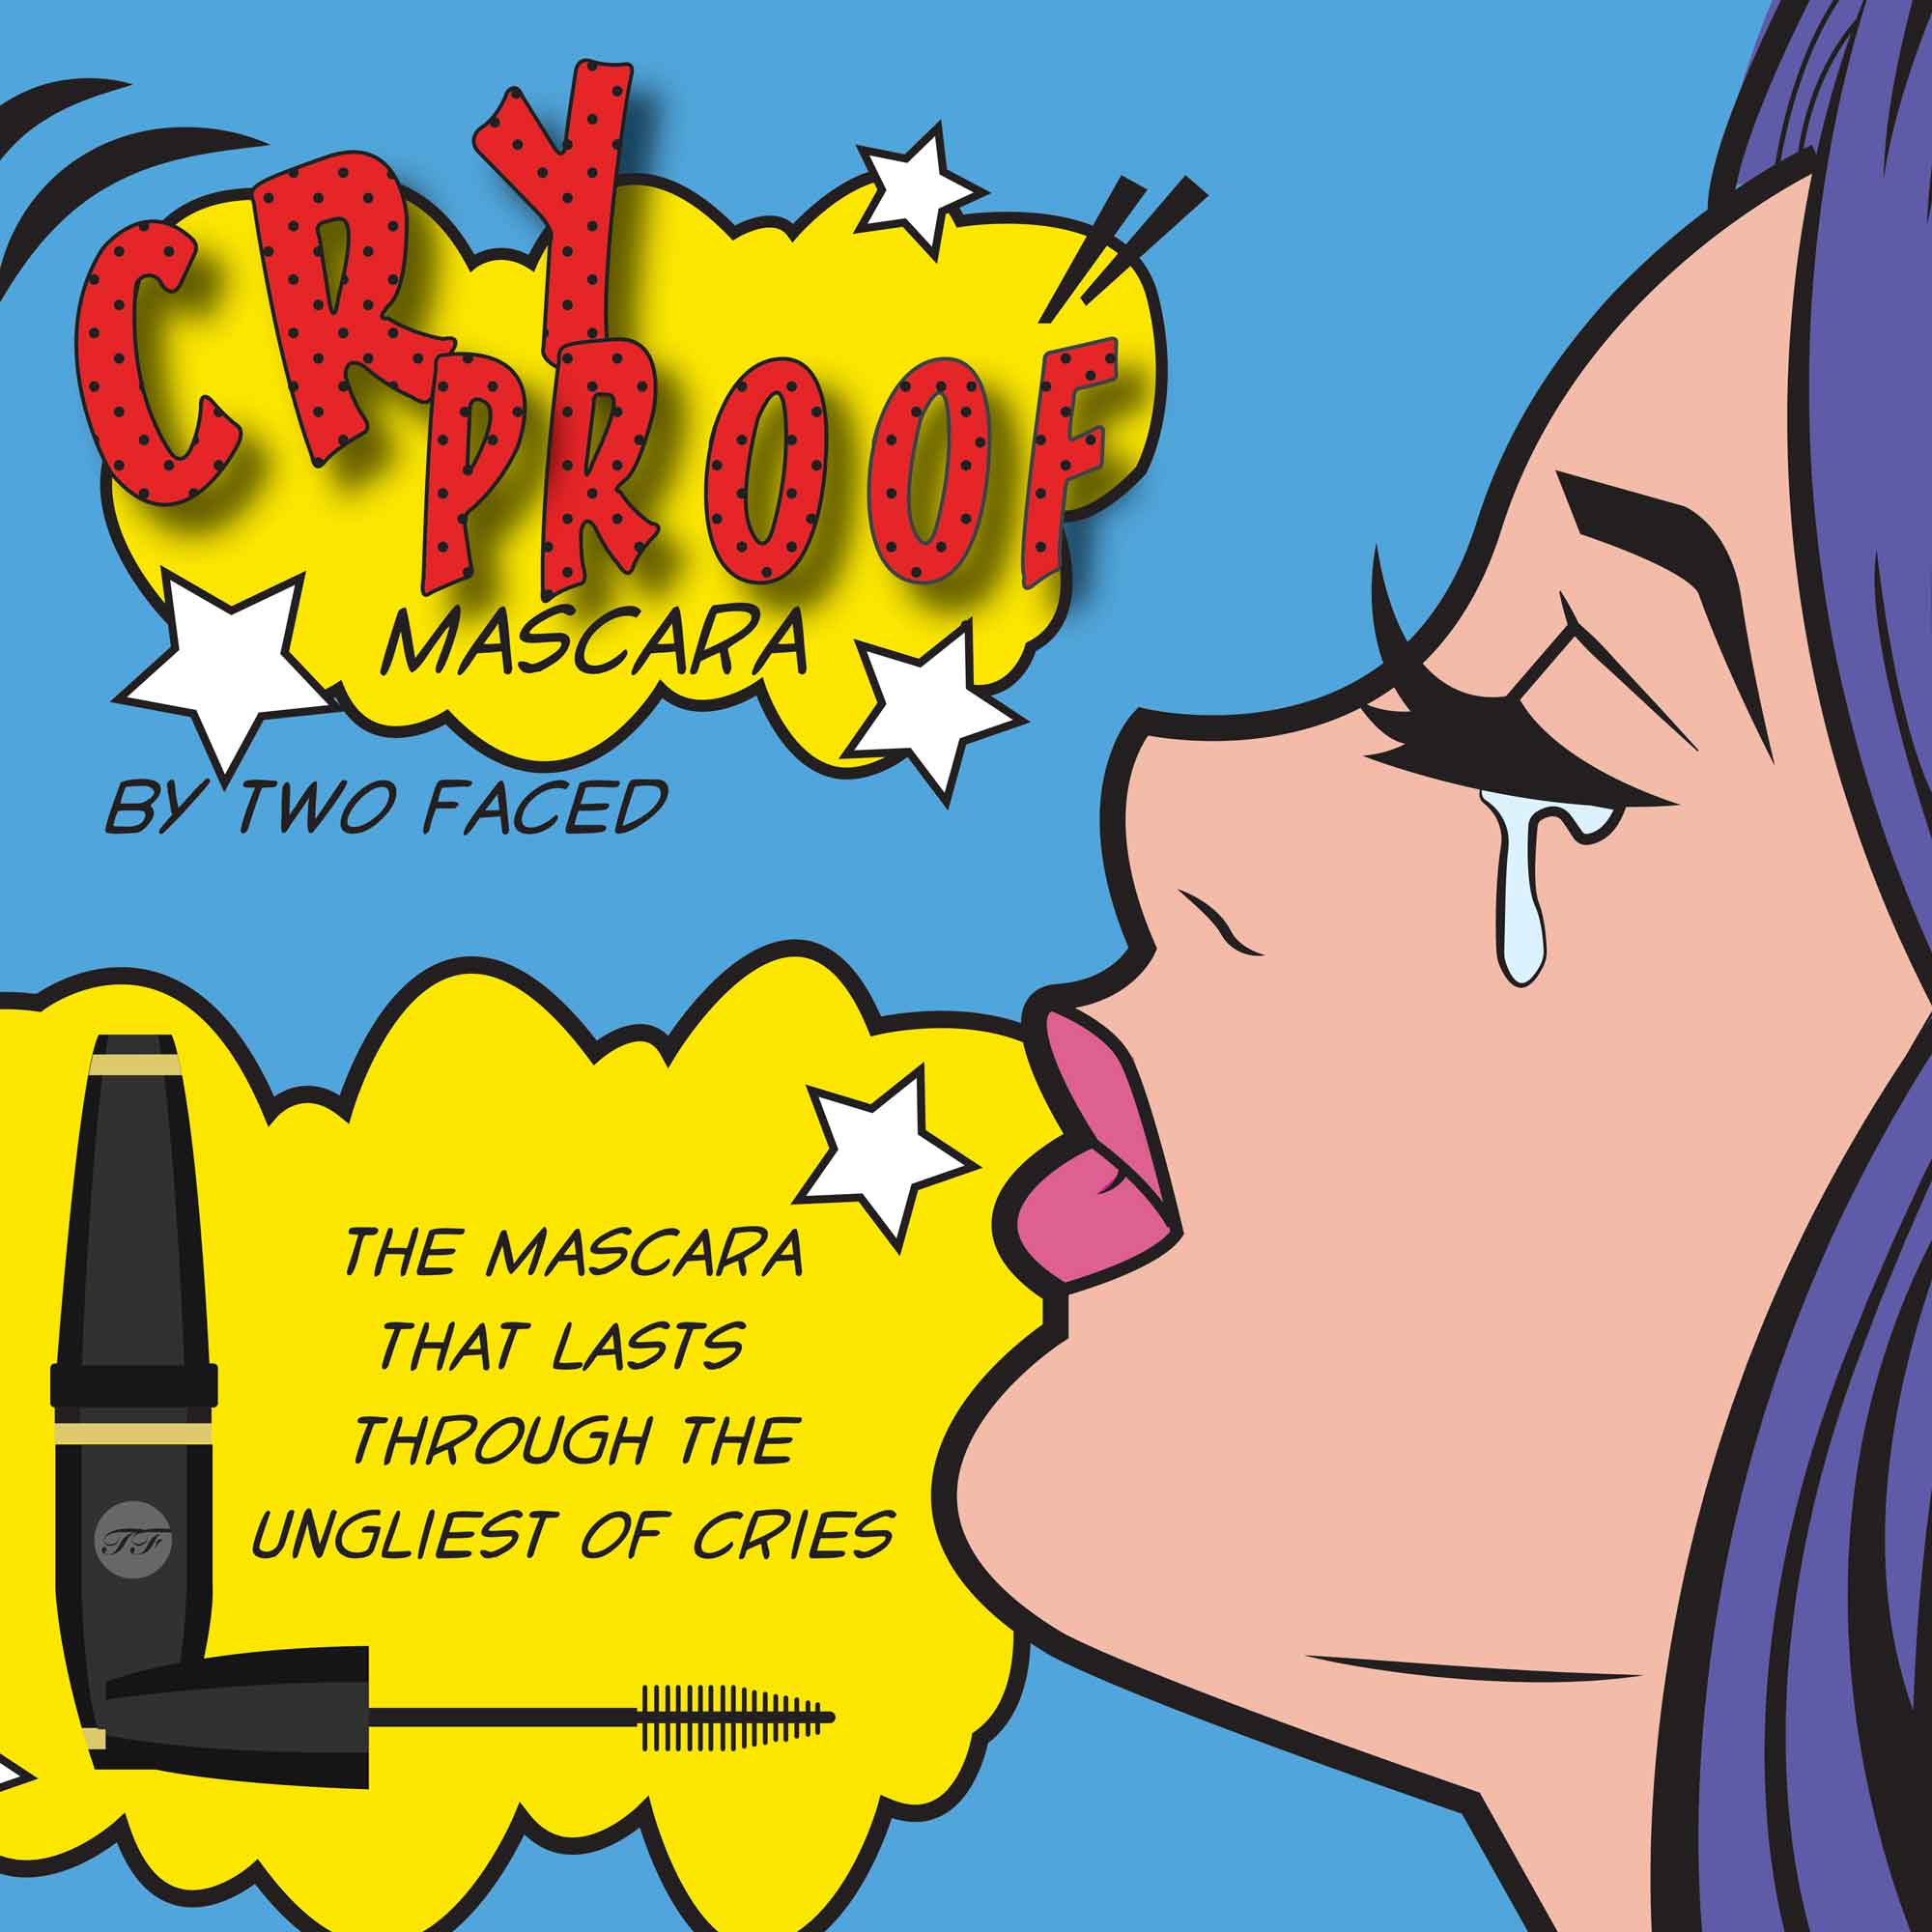 CRY
PROOF
MASCARA
BY TWO FACED
THE MASCARA
THAT LASTS
THROUGH THE
UNGLIEST OF CRIES
TF